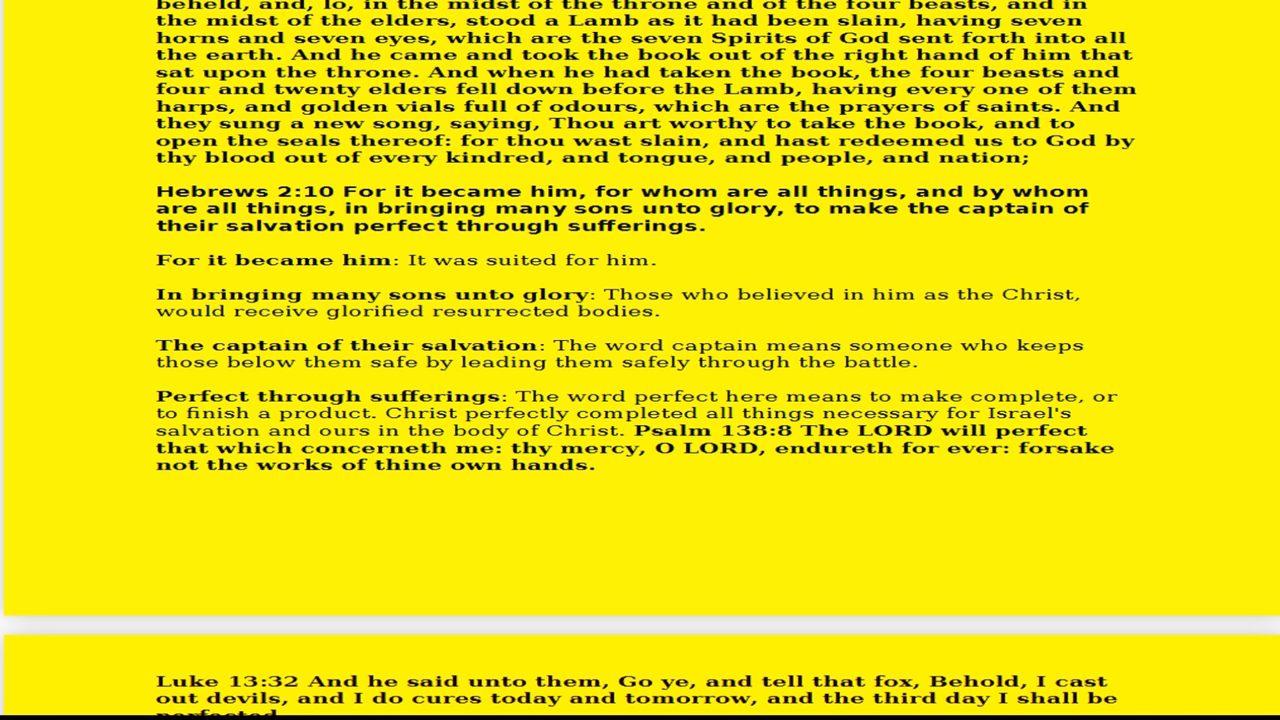 beheld, and, lo, in the midst of the throne and of the four beasts, and in
the midst of the elders, stood a Lamb as it had been slain, having seven
horns and seven eyes, which are the seven Spirits of God sent forth into all
the earth. And he came and took the book out of the right hand of him that
sat upon the throne. And when he had taken the book, the four beasts and
four and twenty elders fell down before the Lamb, having every one of them
harps, and golden vials full of odours, which are the prayers of saints. And
they sung a new song, saying, Thou art worthy to take the book, and to
open the seals thereof: for thou wast slain, and hast redeemed us to God by
thy blood out of every kindred, and tongue, and people, and nation;
Hebrews 2:10 For it became him, for whom are all things, and by whom
are all things, in bringing many sons unto glory, to make the captain of
their salvation perfect through sufferings.
For it became him: It was suited for him.
In bringing many sons unto glory: Those who believed in him as the Christ,
would receive glorified resurrected bodies.
The captain of their salvation: The word captain means someone who keeps
those below them safe by leading them safely through the battle.
Perfect through sufferings: The word perfect here means to make complete, or
to finish a product. Christ perfectly completed all things necessary for Israel's
salvation and ours in the body of Christ. Psalm 138:8 The LORD will perfect
that which concerneth me: thy mercy, O LORD, endureth for ever: forsake
not the works of thine own hands.
Luke 13:32 And he said unto them, Go ye, and tell that fox, Behold, I cast
out devils, and I do cures today and tomorrow, and the third day I shall be